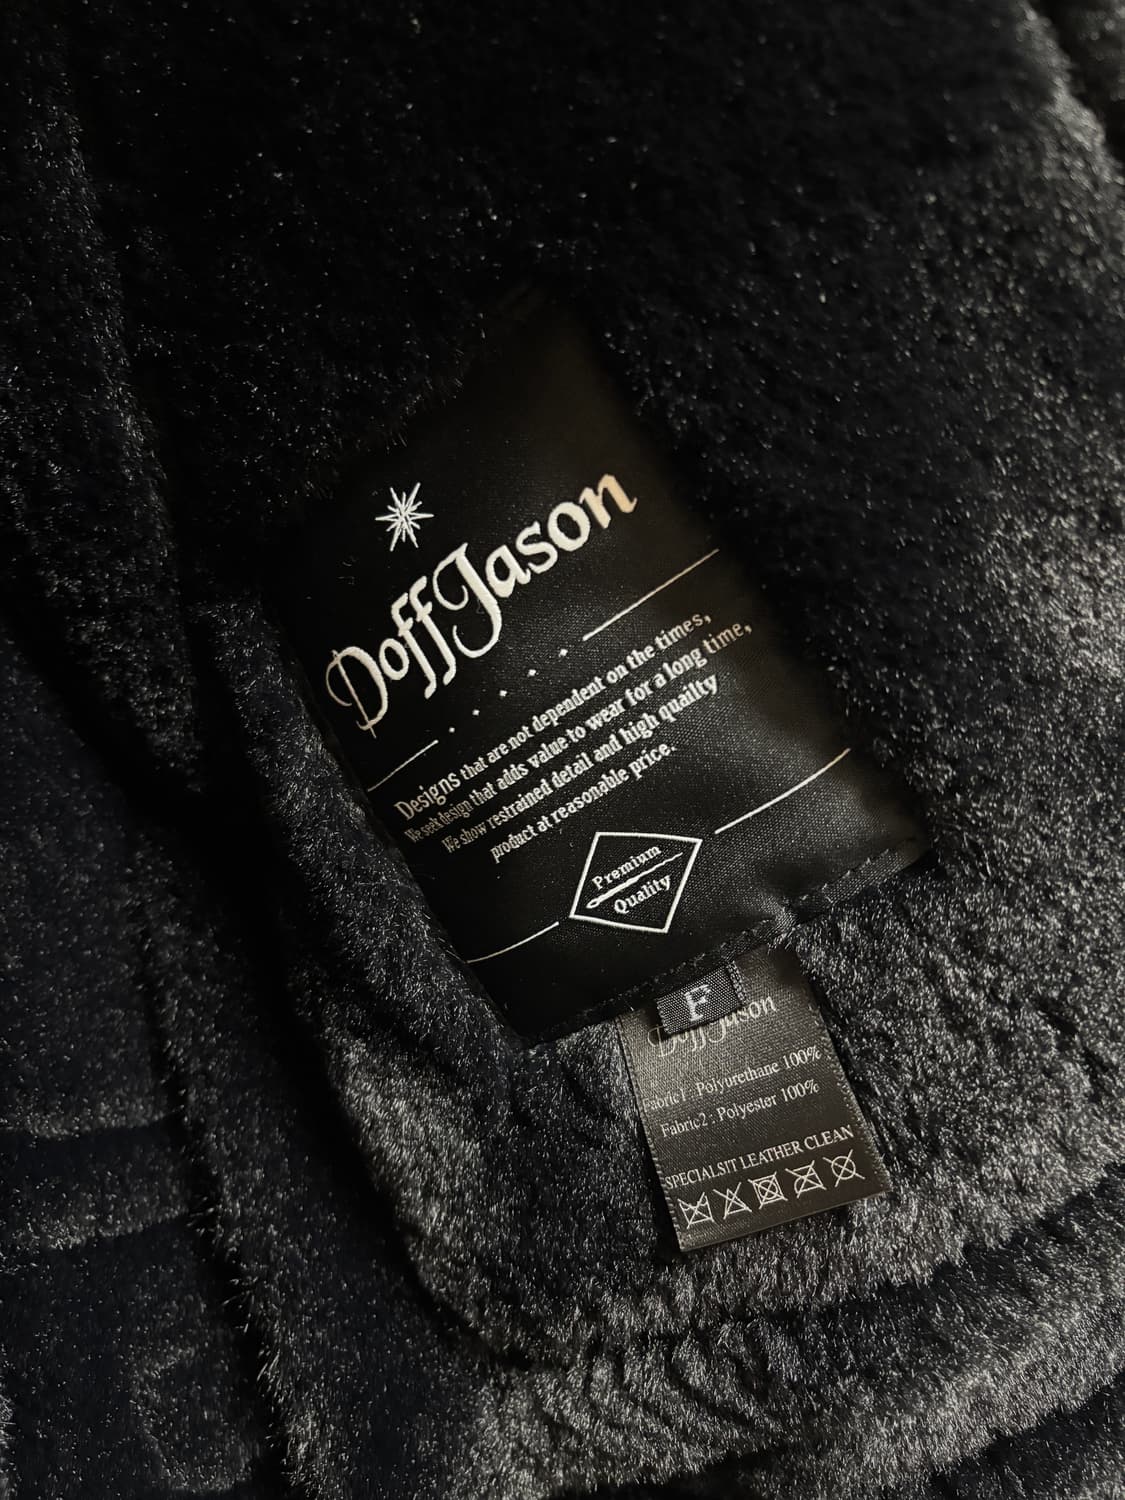 DoffJason
Designs that are not dependent on the times,
We seek design that adds value to wear for a long time,
We show restrained detail and high quailty
product at reasonable price.
Premium
Quality
F
DoffJason
Fabric1 . Polyurethane 100%
Fabric2 . Polyester 100%
SPECIALSIT LEATHER CLEAN